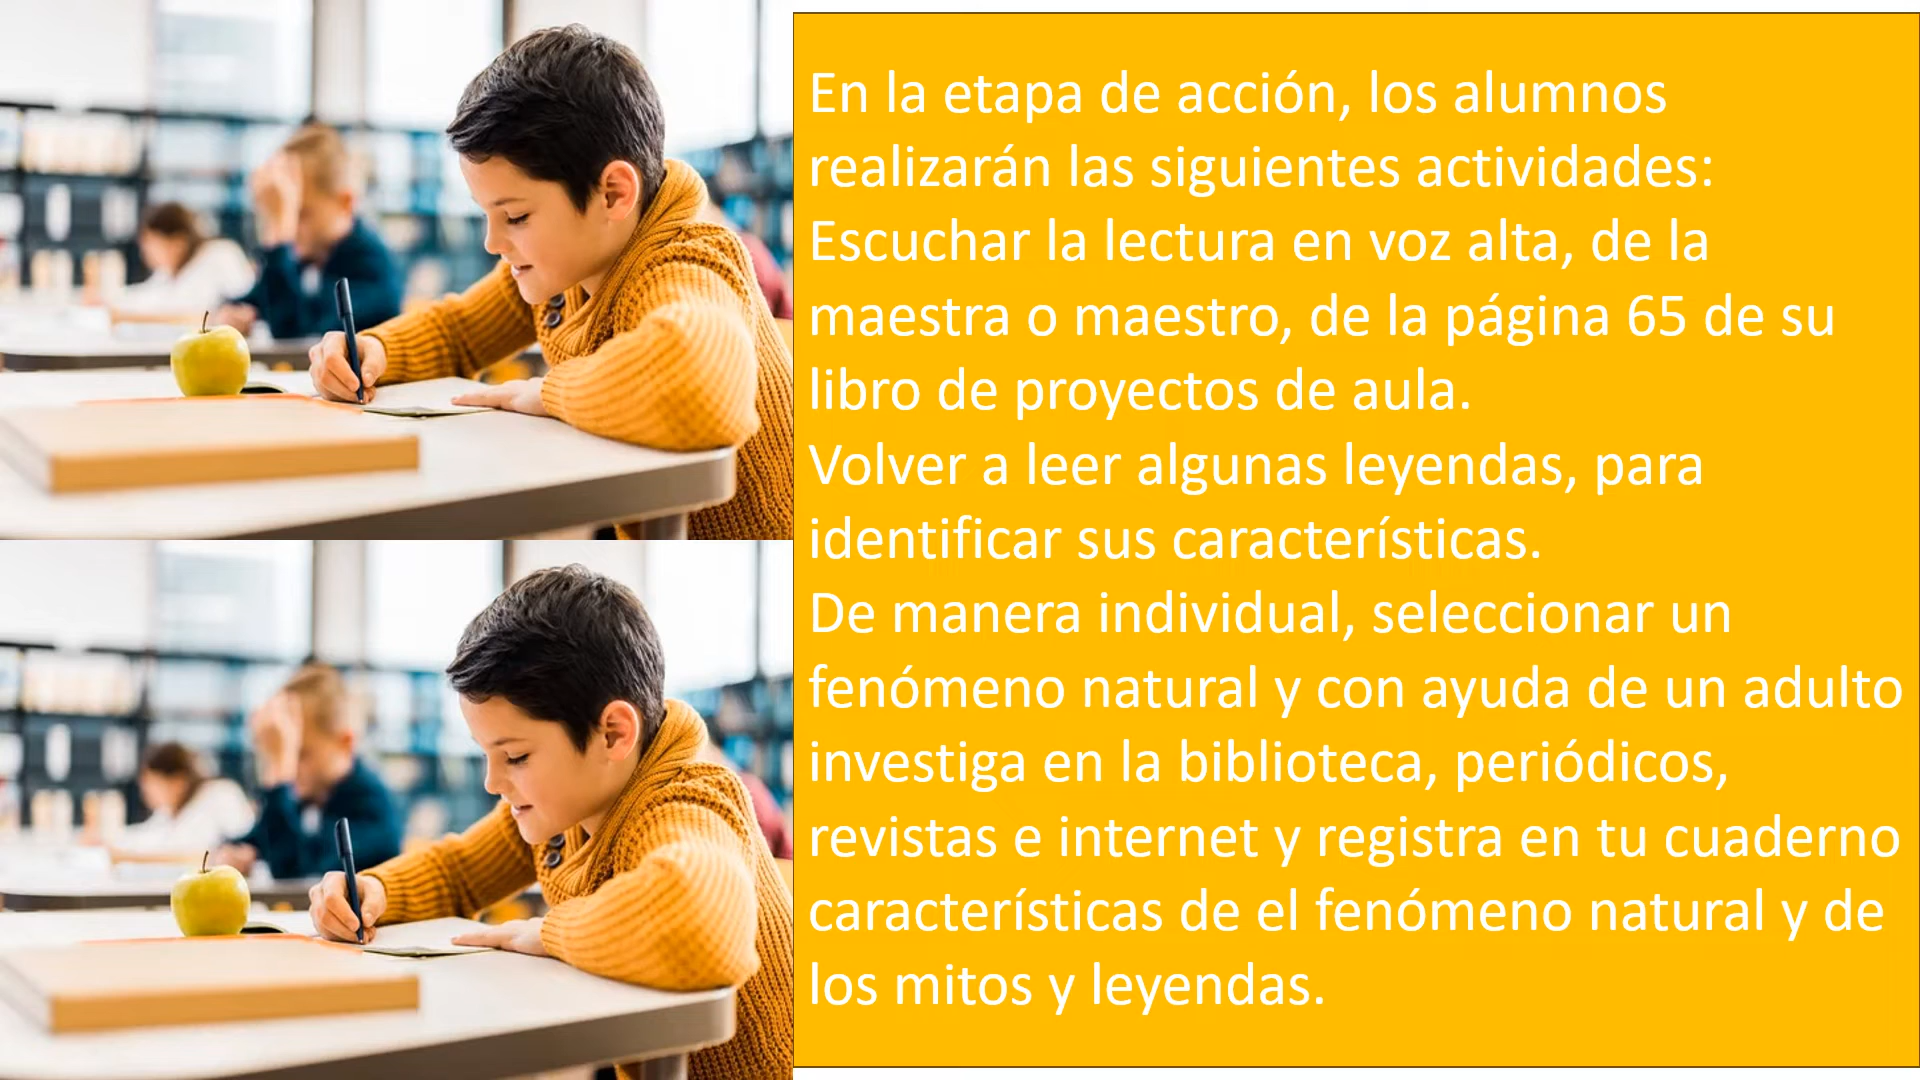 En la etapa de acción, los alumnos
realizarán las siguientes actividades:
Escuchar la lectura en voz alta, de la
maestra o maestro, de la página 65 de su
libro de proyectos de aula.
Volver a leer algunas leyendas, para
identificar sus características.
De manera individual, seleccionar un
fenómeno natural y con ayuda de un adulto
investiga en la biblioteca, periódicos,
revistas e internet y registra en tu cuaderno
características de el fenómeno natural y de
los mitos y leyendas.